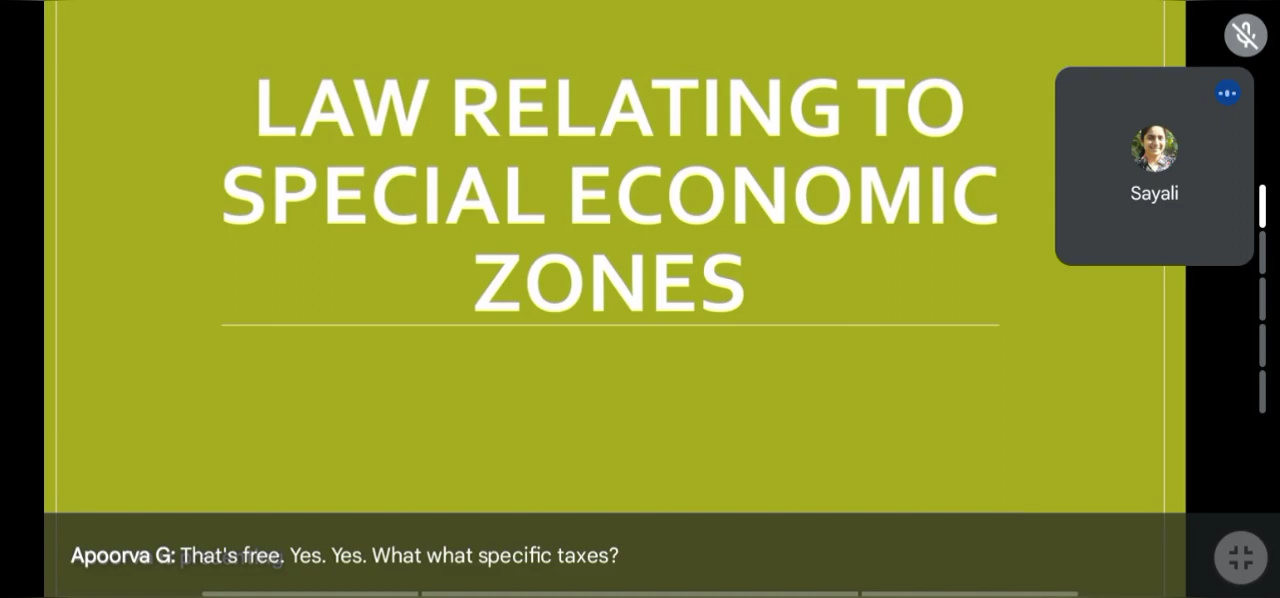 LAW RELATING TO
SPECIAL ECONOMIC
ZONES
Sayali
Apoorva G: That's free. Yes. Yes. What what specific taxes?